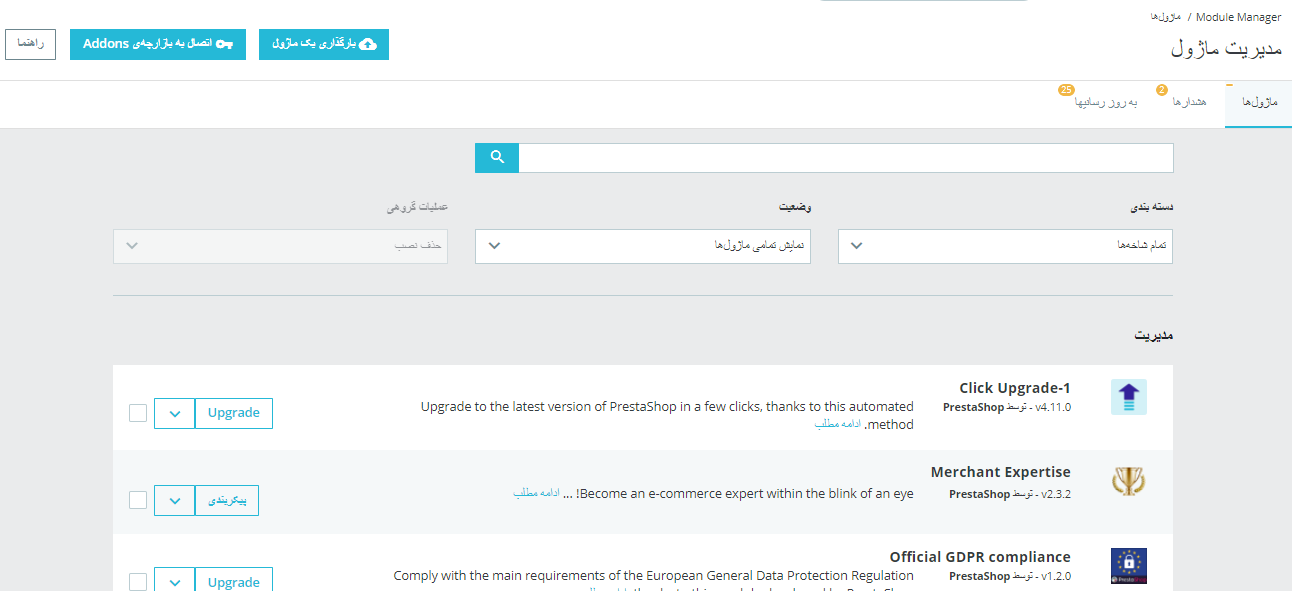 ماژول‌ها / Module Manager
مدیریت ماژول
بارگذاری یک ماژول
اتصال به بازارچه‌ی Addons
راهنما
ماژول‌ها
هشدارها 2
به روز رسانیها 25
دسته بندی
وضعیت
عملیات گروهی
تمام شاخه‌ها
نمایش تمامی ماژول‌ها
حذف نصب
مدیریت
Click Upgrade-1
v4.11.0 - توسط PrestaShop
Upgrade to the latest version of PrestaShop in a few clicks, thanks to this automated
.method ادامه مطلب
Upgrade
Merchant Expertise
v2.3.2 - توسط PrestaShop
!Become an e-commerce expert within the blink of an eye ... ادامه مطلب
پیکربندی
Official GDPR compliance
v1.2.0 - توسط PrestaShop
Comply with the main requirements of the European General Data Protection Regulation
Upgrade